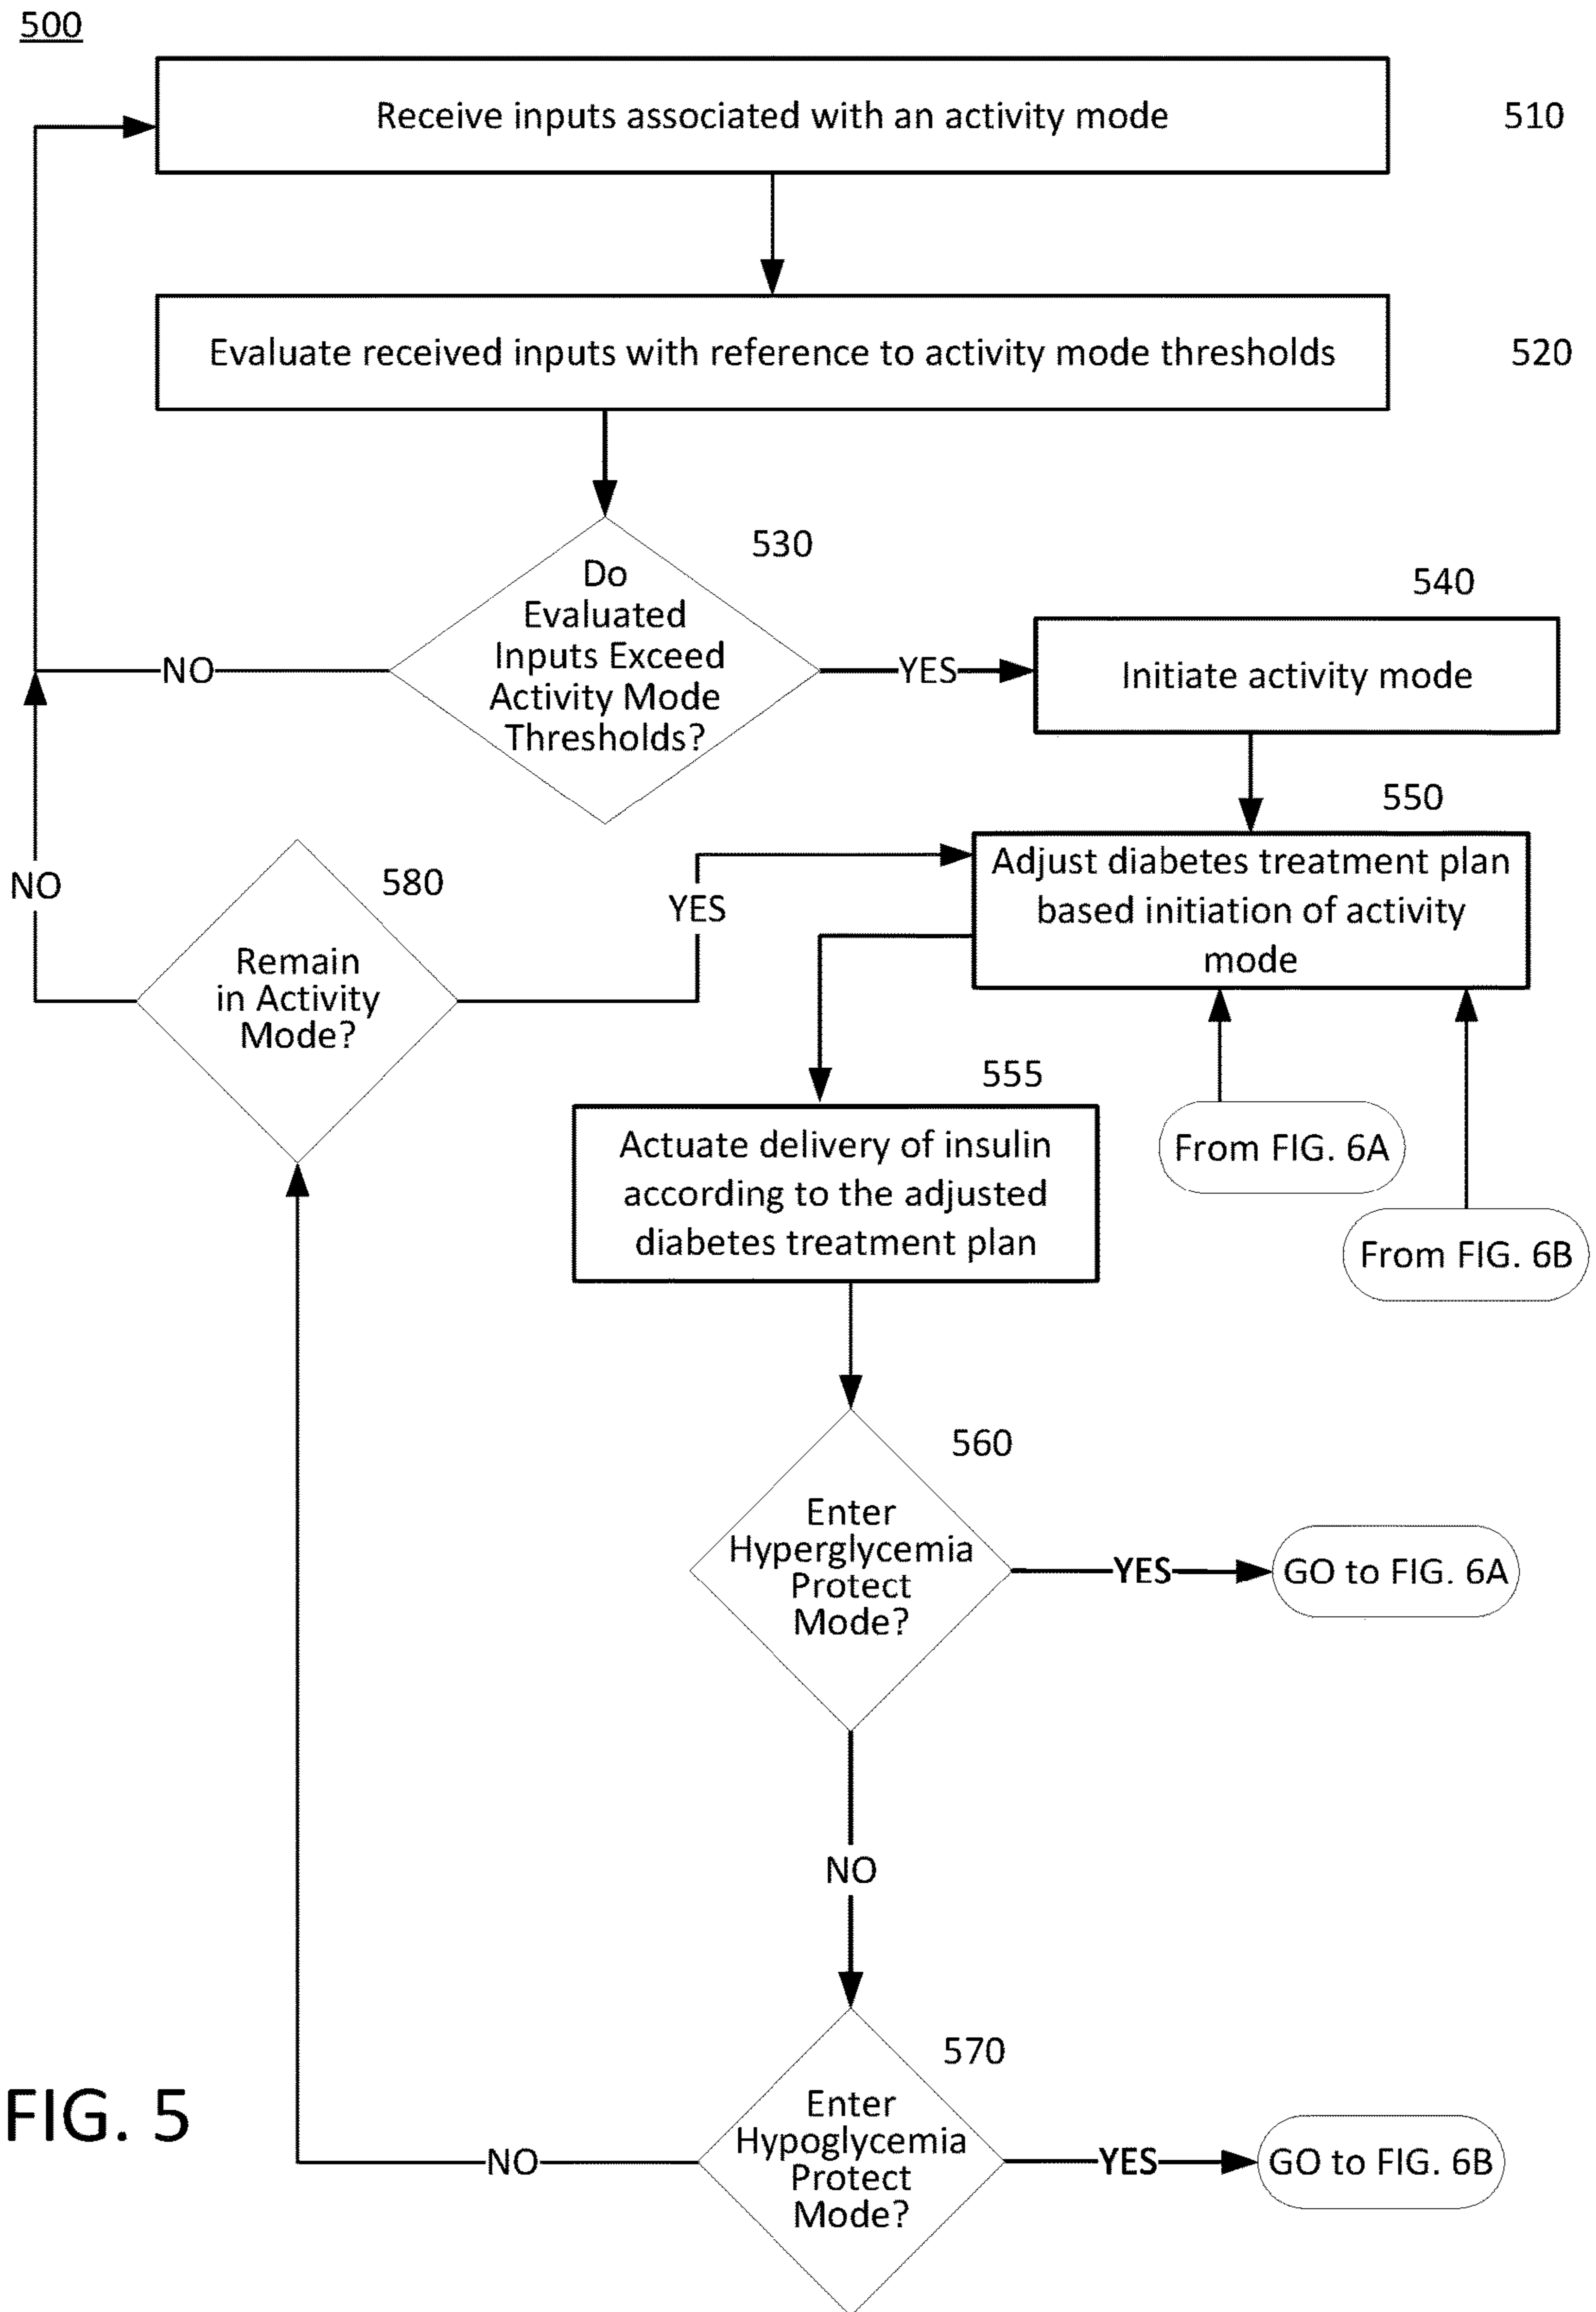 500
Receive inputs associated with an activity mode
510
Evaluate received inputs with reference to activity mode thresholds
520
530
Do
Evaluated
Inputs Exceed
Activity Mode
Thresholds?
NO
YES
540
Initiate activity mode
550
Adjust diabetes treatment plan
based initiation of activity
mode
NO
580
Remain
in Activity
Mode?
YES
555
Actuate delivery of insulin
according to the adjusted
diabetes treatment plan
From FIG. 6A
From FIG. 6B
560
Enter
Hyperglycemia
Protect
Mode?
YES
GO to FIG. 6A
NO
570
Enter
Hypoglycemia
Protect
Mode?
YES
GO to FIG. 6B
NO
FIG. 5